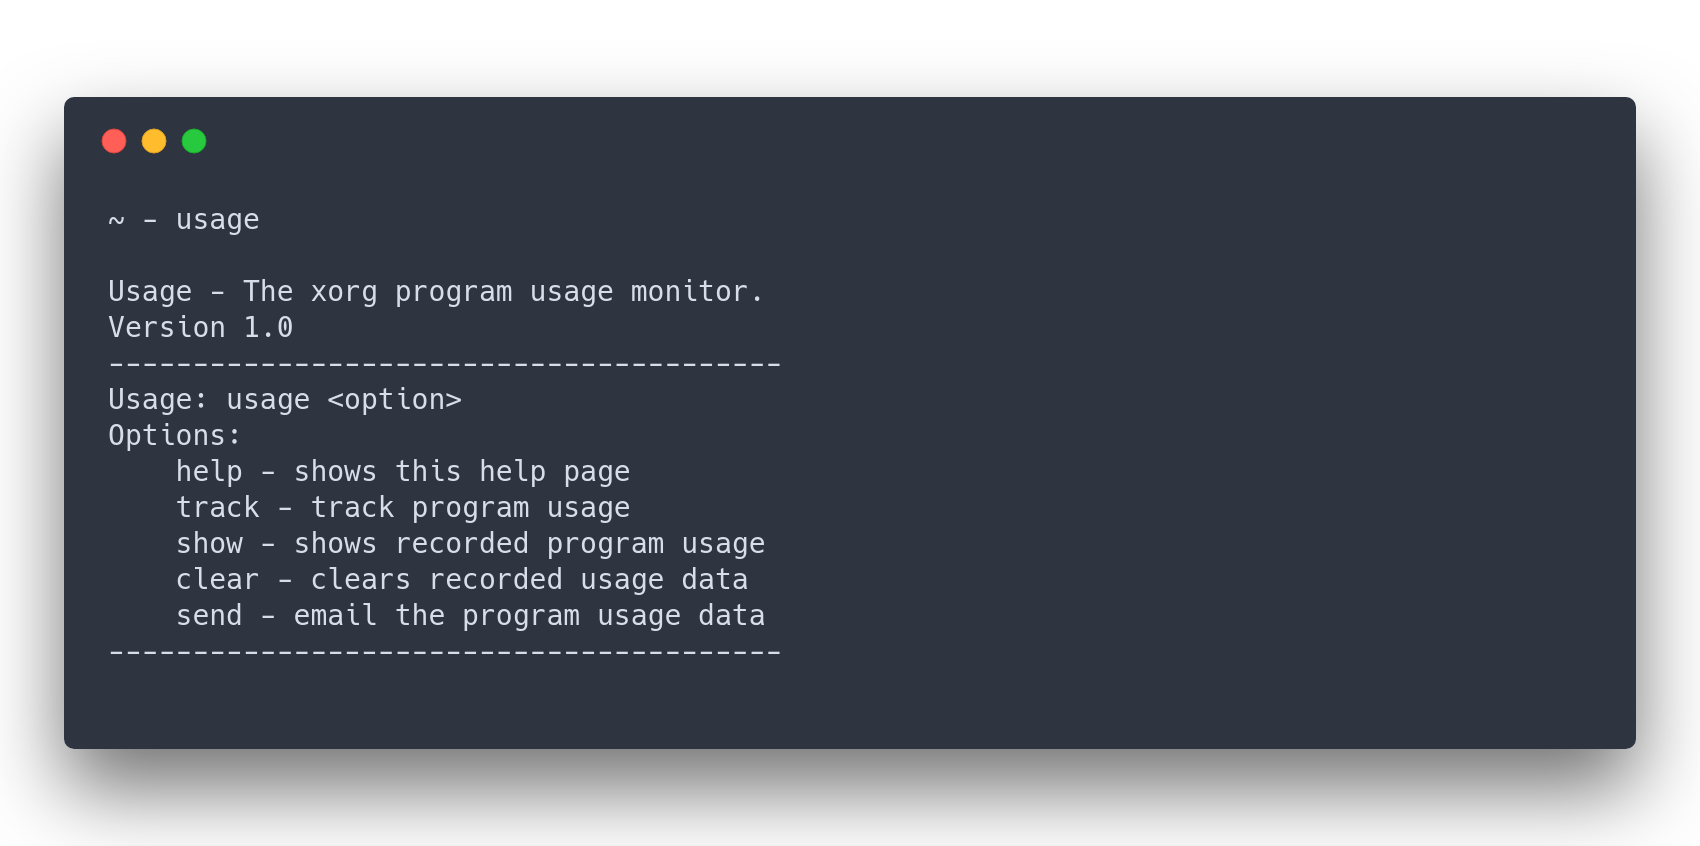 ~ - usage

Usage - The xorg program usage monitor.
Version 1.0
----------------------------------------
Usage: usage <option>
Options:
    help - shows this help page
    track - track program usage
    show - shows recorded program usage
    clear - clears recorded usage data
    send - email the program usage data
----------------------------------------